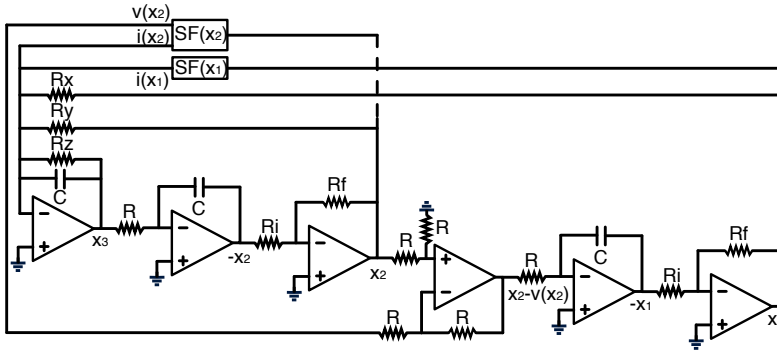 v(x₂)
i(x₂)
SF(x₂)
SF(x₁)
i(x₁)
Rx
Ry
Rz
C
R
C
Ri
Rf
R
R
R
C
Ri
Rf
x₃
-x₂
x₂
x₂-v(x₂)
-x₁
x
R
R